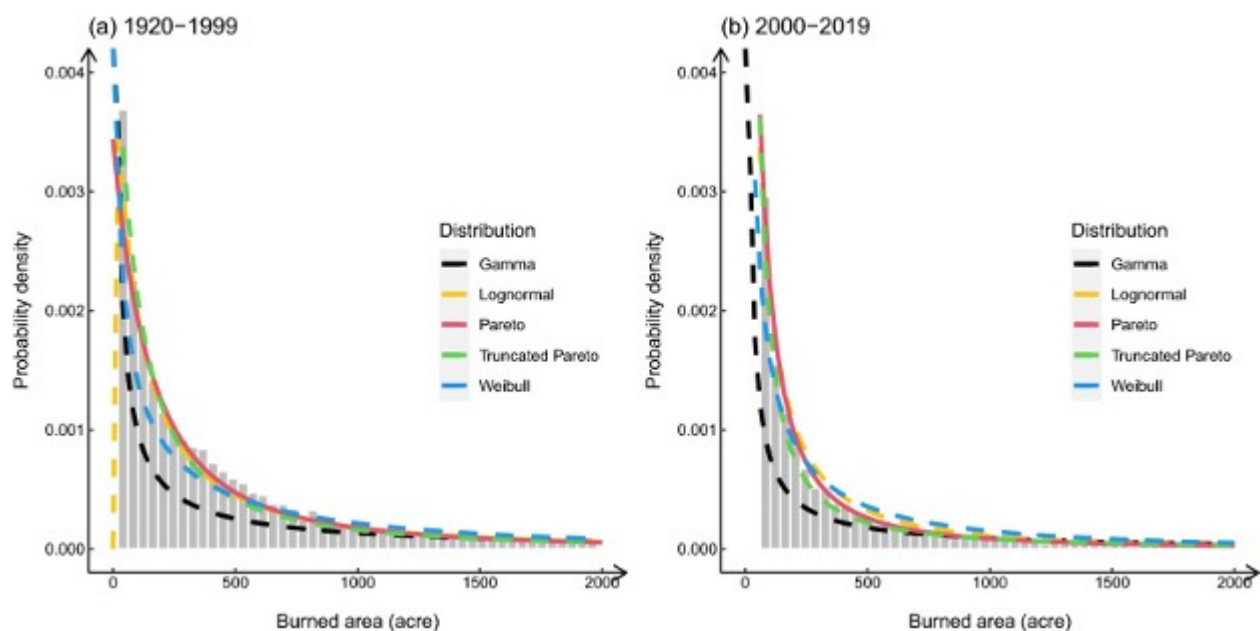 (a) 1920−1999
0.004
0.003
0.002
0.001
0.000
Probability density
0
500
1000
1500
2000
Burned area (acre)
Distribution
Gamma
Lognormal
Pareto
Truncated Pareto
Weibull
(b) 2000−2019
0.004
0.003
0.002
0.001
0.000
Probability density
0
500
1000
1500
2000
Burned area (acre)
Distribution
Gamma
Lognormal
Pareto
Truncated Pareto
Weibull